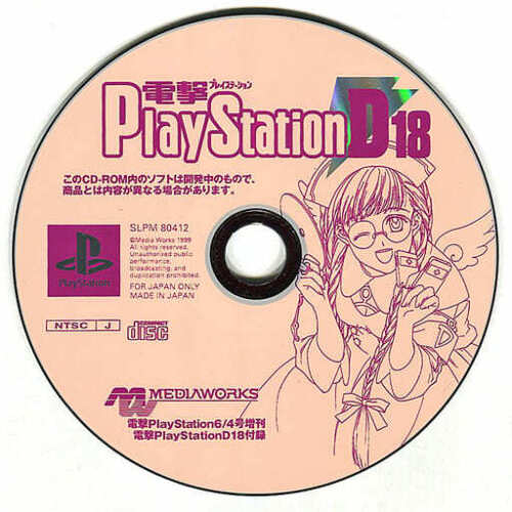 電撃プレイステーション
PlayStation D18
このCD-ROM内のソフトは開発中のもので、
商品とは内容が異なる場合があります。
SLPM 80412
©Media Works 1999
All rights reserved.
Unauthorized public
performance,
broadcasting, and
duplication prohibited.
FOR JAPAN ONLY
MADE IN JAPAN
PlayStation
NTSC J
COMPACT
disc
MW MEDIAWORKS
電撃PlayStation6/4号増刊
電撃PlayStationD18付録